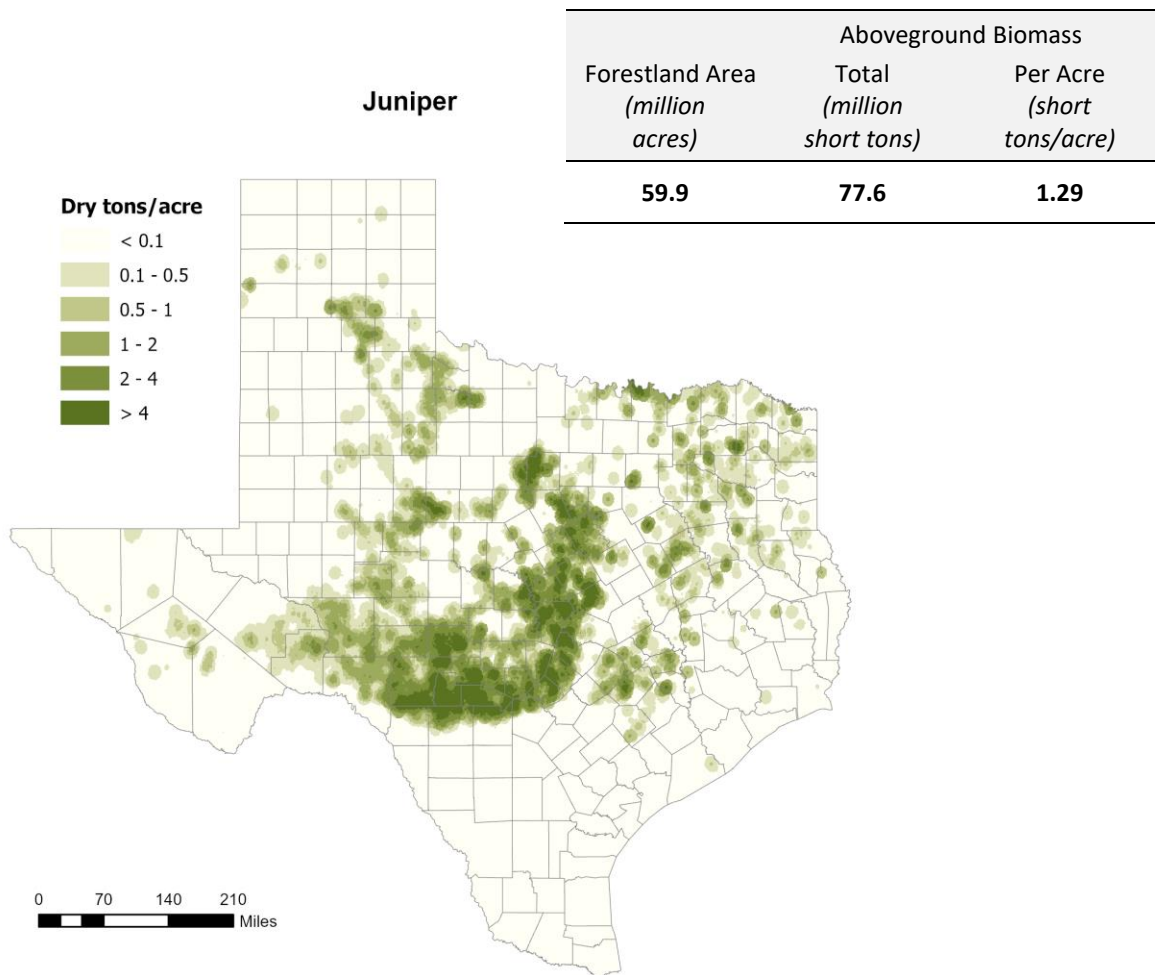 Aboveground Biomass
Forestland Area Total Per Acre
(million (million (short
acres) short tons) tons/acre)
59.9 77.6 1.29
Juniper
Dry tons/acre
< 0.1
0.1 - 0.5
0.5 - 1
1 - 2
2 - 4
> 4
0 70 140 210
Miles